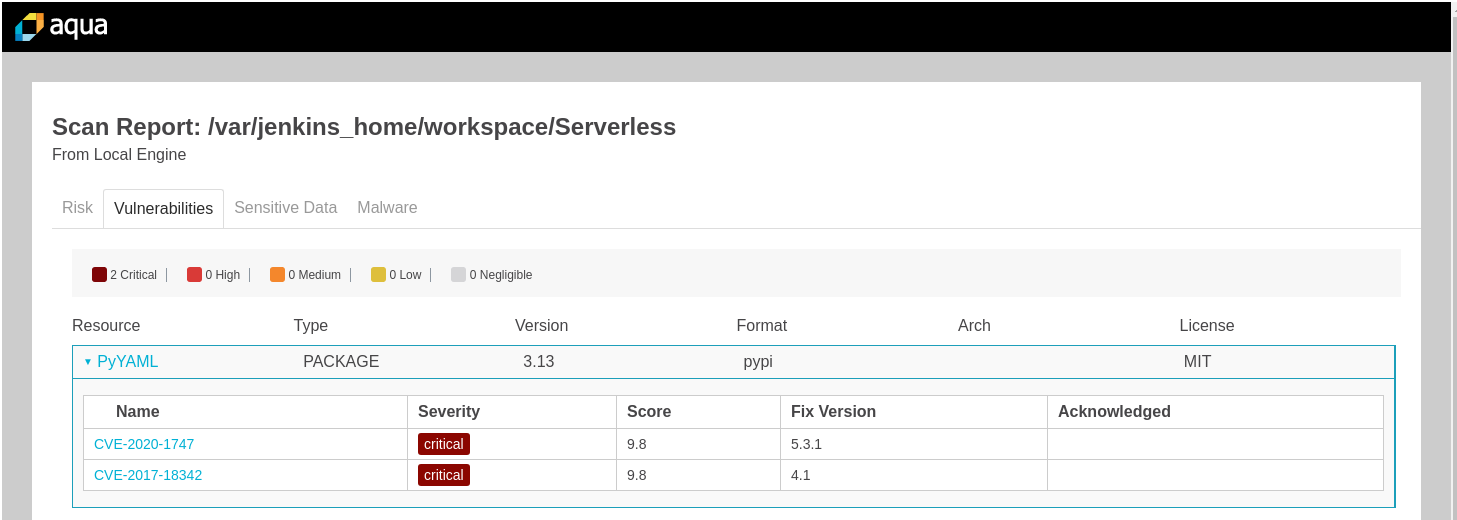 aqua
Scan Report: /var/jenkins_home/workspace/Serverless
From Local Engine
Risk Vulnerabilities Sensitive Data Malware
2 Critical 0 High 0 Medium 0 Low 0 Negligible
Resource Type Version Format Arch License
PyYAML PACKAGE 3.13 pypi MIT
Name Severity Score Fix Version Acknowledged
CVE-2020-1747 critical 9.8 5.3.1
CVE-2017-18342 critical 9.8 4.1